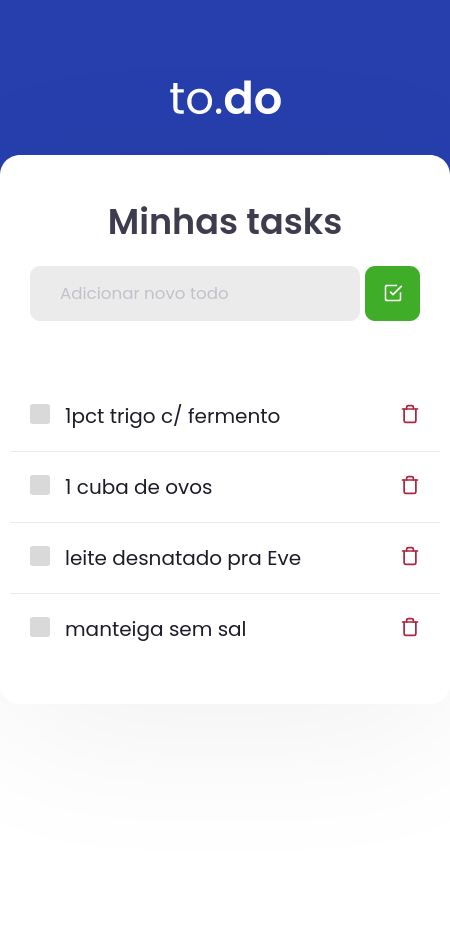 to.do
Minhas tasks
Adicionar novo todo
1pct trigo c/ fermento
1 cuba de ovos
leite desnatado pra Eve
manteiga sem sal